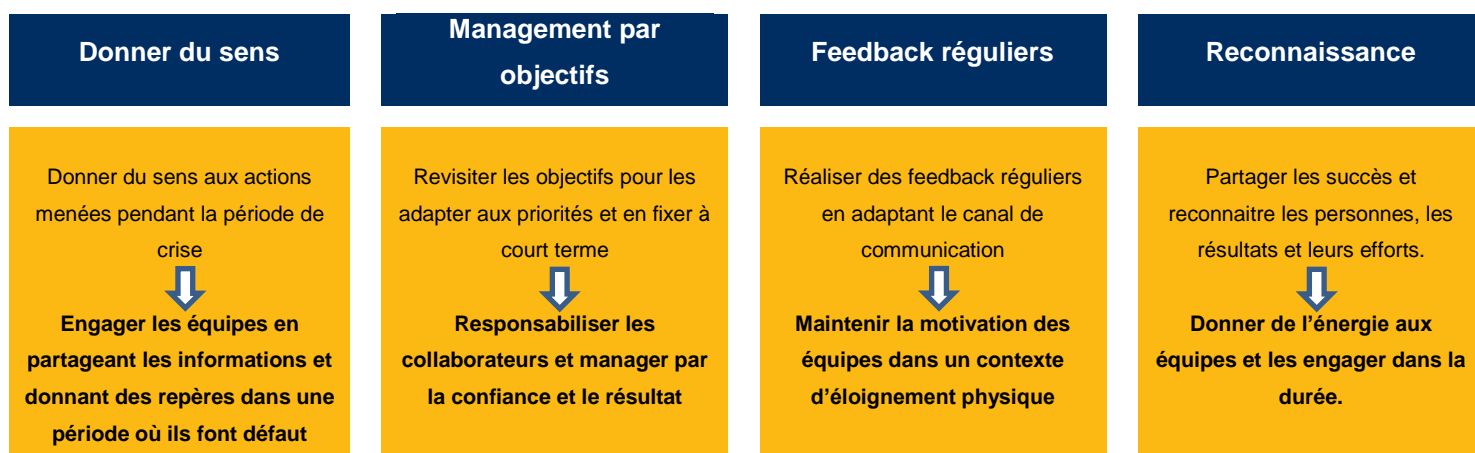 Donner du sens
Management par
objectifs
Feedback réguliers
Reconnaissance
Donner du sens aux actions
menées pendant la période de
crise
Engager les équipes en
partageant les informations et
donnant des repères dans une
période où ils font défaut
Revisiter les objectifs pour les
adapter aux priorités et en fixer à
court terme
Responsabiliser les
collaborateurs et manager par
la confiance et le résultat
Réaliser des feedback réguliers
en adaptant le canal de
communication
Maintenir la motivation des
équipes dans un contexte
d’éloignement physique
Partager les succès et
reconnaitre les personnes, les
résultats et leurs efforts.
Donner de l’énergie aux
équipes et les engager dans la
durée.